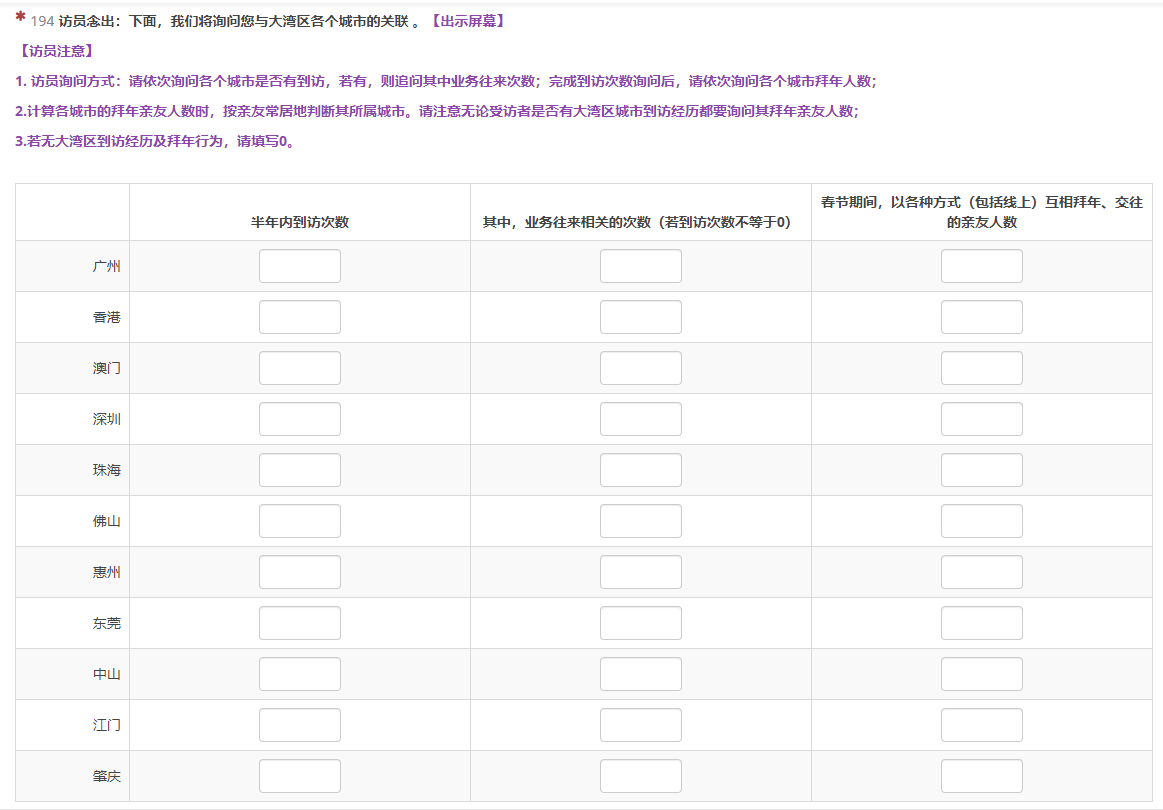 * 194 访员念出：下面，我们将询问您与大湾区各个城市的关联 。【出示屏幕】
【访员注意】
1. 访员询问方式：请依次询问各个城市是否有到访，若有，则追问其中业务往来次数；完成到访次数询问后，请依次询问各个城市拜年人数；
2.计算各城市的拜年亲友人数时，按亲友常居地判断其所属城市。请注意无论受访者是否有大湾区城市到访经历都要询问其拜年亲友人数；
3.若无大湾区到访经历及拜年行为，请填写0。
半年内到访次数
其中，业务往来相关的次数（若到访次数不等于0）
春节期间，以各种方式（包括线上）互相拜年、交往
的亲友人数
广州
香港
澳门
深圳
珠海
佛山
惠州
东莞
中山
江门
肇庆